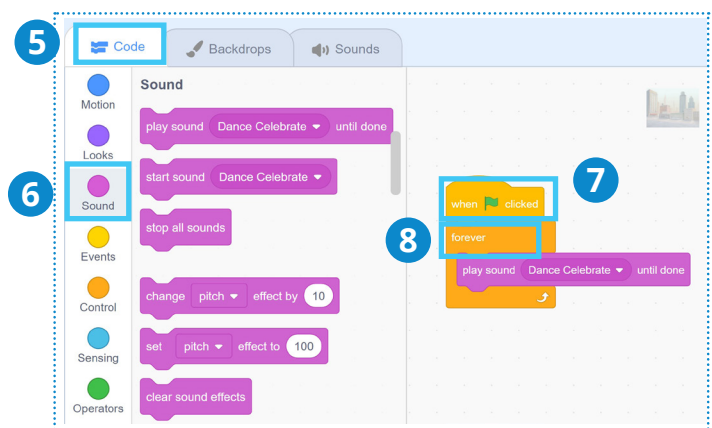 5
Code
Backdrops
Sounds
Motion
Looks
6
Sound
Events
Control
Sensing
Operators
Sound
play sound Dance Celebrate until done
start sound Dance Celebrate
stop all sounds
change pitch effect by 10
set pitch effect to 100
clear sound effects
7
when clicked
8
forever
play sound Dance Celebrate until done